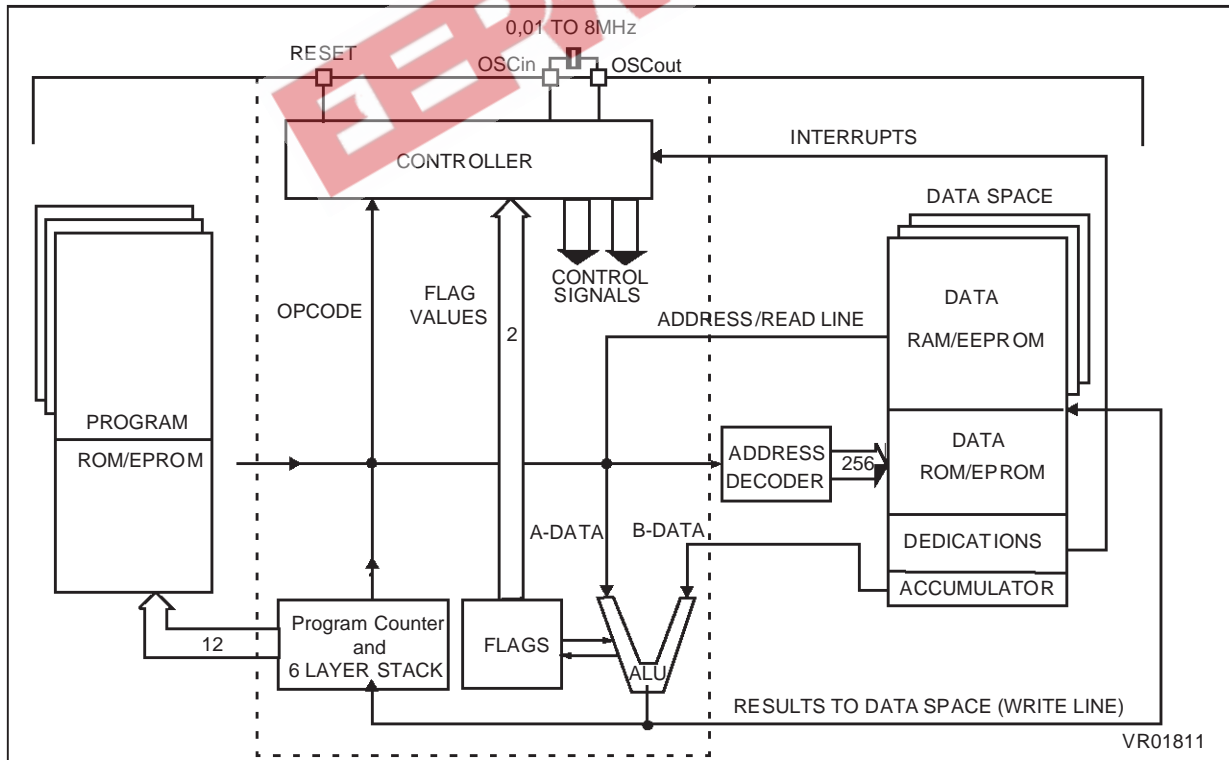 0,01 TO 8MHz
RESET
OSCin
OSCout
CONTROLLER
INTERRUPTS
DATA SPACE
OPCODE
FLAG
VALUES
2
CONTROL
SIGNALS
ADDRESS/READ LINE
DATA
RAM/EEPROM
PROGRAM
ROM/EPROM
ADDRESS
DECODER
256
DATA
ROM/EPROM
A-DATA
B-DATA
DEDICATIONS
ACCUMULATOR
12
Program Counter
and
6 LAYER STACK
FLAGS
ALU
RESULTS TO DATA SPACE (WRITE LINE)
VR01811